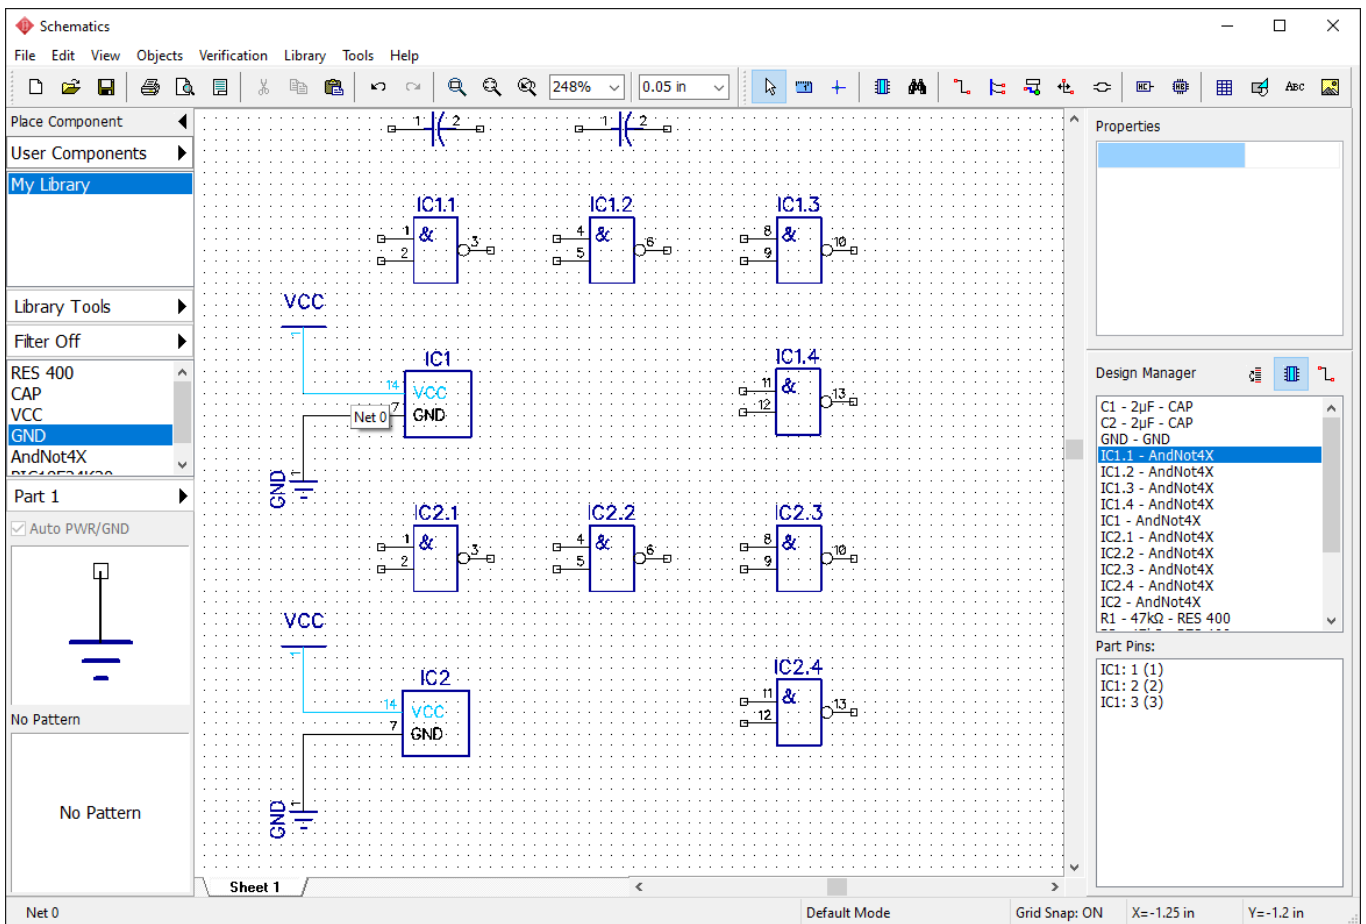 Schematics
File Edit View Objects Verification Library Tools Help
248% 0.05 in ABC
Place Component
User Components
My Library
Library Tools
Filter Off
RES 400
CAP
VCC
GND
AndNot4X
Part 1
Auto PWR/GND
No Pattern
No Pattern
1 2 1 2
IC1.1 IC1.2 IC1.3
1 & 3 4 & 6 8 & 10
2 5 9
VCC
1
IC1 IC1.4
14 VCC 11 & 13
7 GND 12
Net 0
GND 1
IC2.1 IC2.2 IC2.3
1 & 3 4 & 6 8 & 10
2 5 9
VCC
1
IC2 IC2.4
14 VCC 11 & 13
7 GND 12
GND 1
Sheet 1
Properties
Design Manager
C1 - 2µF - CAP
C2 - 2µF - CAP
GND - GND
IC1.1 - AndNot4X
IC1.2 - AndNot4X
IC1.3 - AndNot4X
IC1.4 - AndNot4X
IC1 - AndNot4X
IC2.1 - AndNot4X
IC2.2 - AndNot4X
IC2.3 - AndNot4X
IC2.4 - AndNot4X
IC2 - AndNot4X
R1 - 47kΩ - RES 400
Part Pins:
IC1: 1 (1)
IC1: 2 (2)
IC1: 3 (3)
Net 0 Default Mode Grid Snap: ON X=-1.25 in Y=-1.2 in